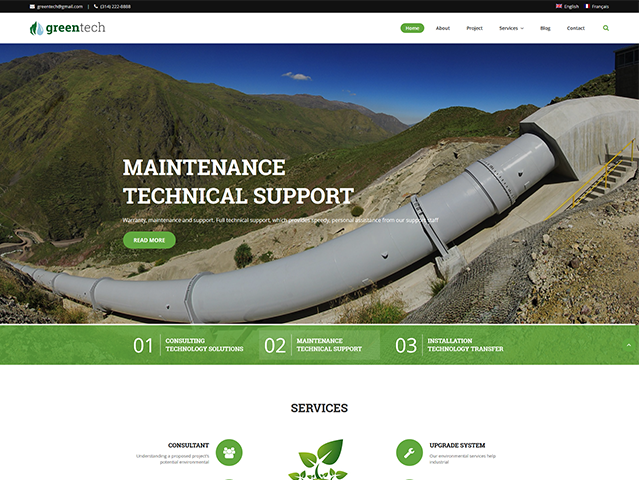 greentech@gmail.com | (314) 222-8888 English Français
greentech Home About Project Services Blog Contact
MAINTENANCE
TECHNICAL SUPPORT
Warranty, maintenance and support. Full technical support, which provides speedy, personal assistance from our support staff
READ MORE
01 CONSULTING
TECHNOLOGY SOLUTIONS
02 MAINTENANCE
TECHNICAL SUPPORT
03 INSTALLATION
TECHNOLOGY TRANSFER
SERVICES
CONSULTANT
Understanding a proposed project's
potential environmental
UPGRADE SYSTEM
Our environmental services help
industrial